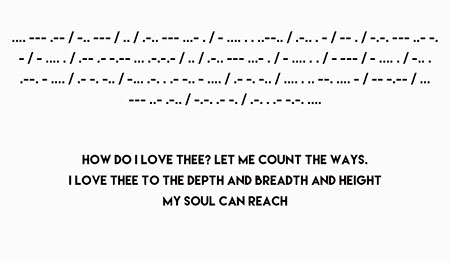 .... --- .-- / -.. --- / .. / .-.. --- ...- . / - .... . . ..--.. / .-.. . - / -- . / -.-. --- ..- -.
- / - .... . / .-- .- -.-- ... .-.-.- / .. / .-.. --- ...- . / - .... . . / - --- / - .... . / -.. .
.--. - .... / .- -. -.. / -... .-. . .- -.. - .... / .- -. -.. / .... . .. --. .... - / -- -.-- / ...
--- ..- .-.. / -.-. .- -. / .-. . .- -.-. ....
HOW DO I LOVE THEE? LET ME COUNT THE WAYS.
I LOVE THEE TO THE DEPTH AND BREADTH AND HEIGHT
MY SOUL CAN REACH